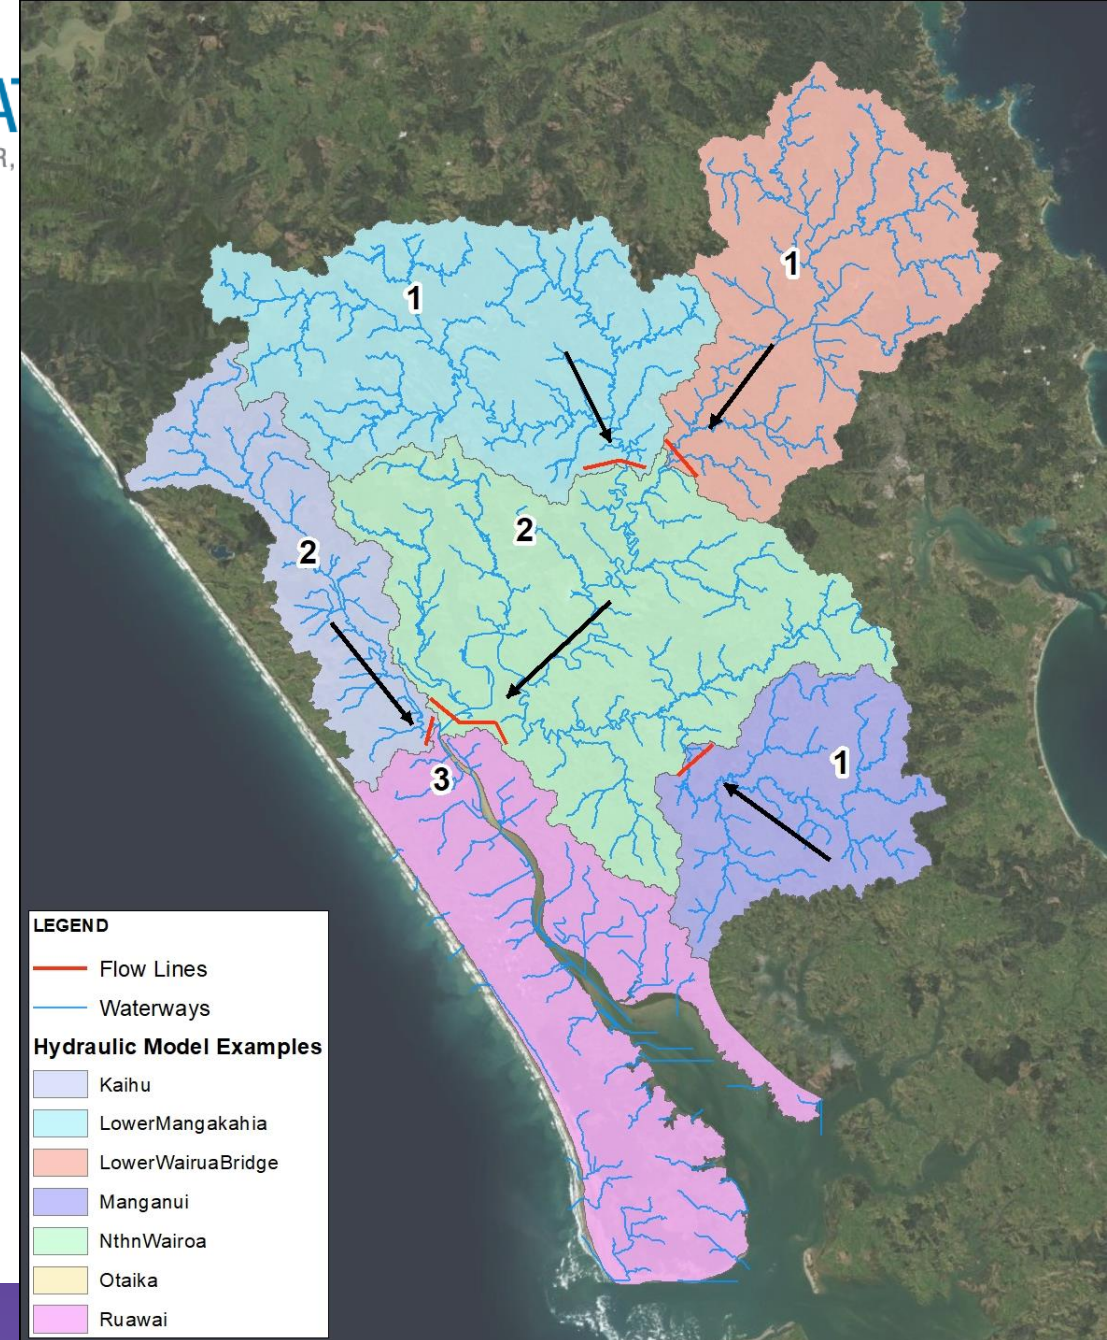 1
1
2
2
1
3
LEGEND
Flow Lines
Waterways
Hydraulic Model Examples
Kaihu
LowerMangakahia
LowerWairuaBridge
Manganui
NthnWairoa
Otaika
Ruawai